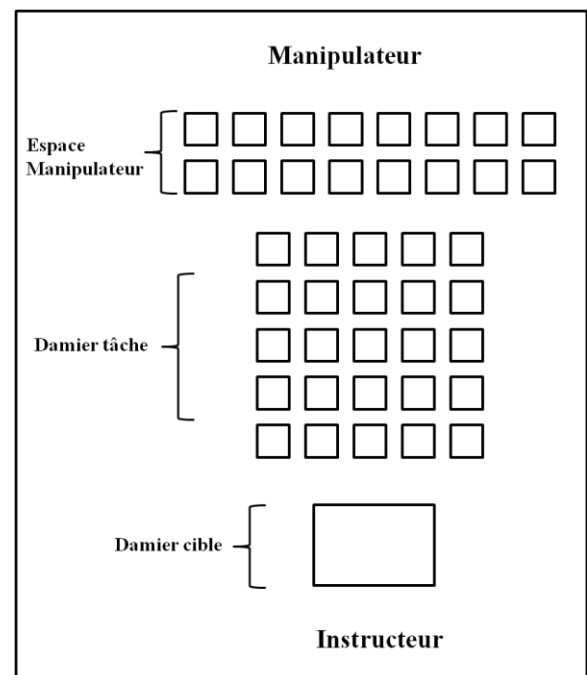 Manipulateur
Espace
Manipulateur
Damier tâche
Damier cible
Instructeur